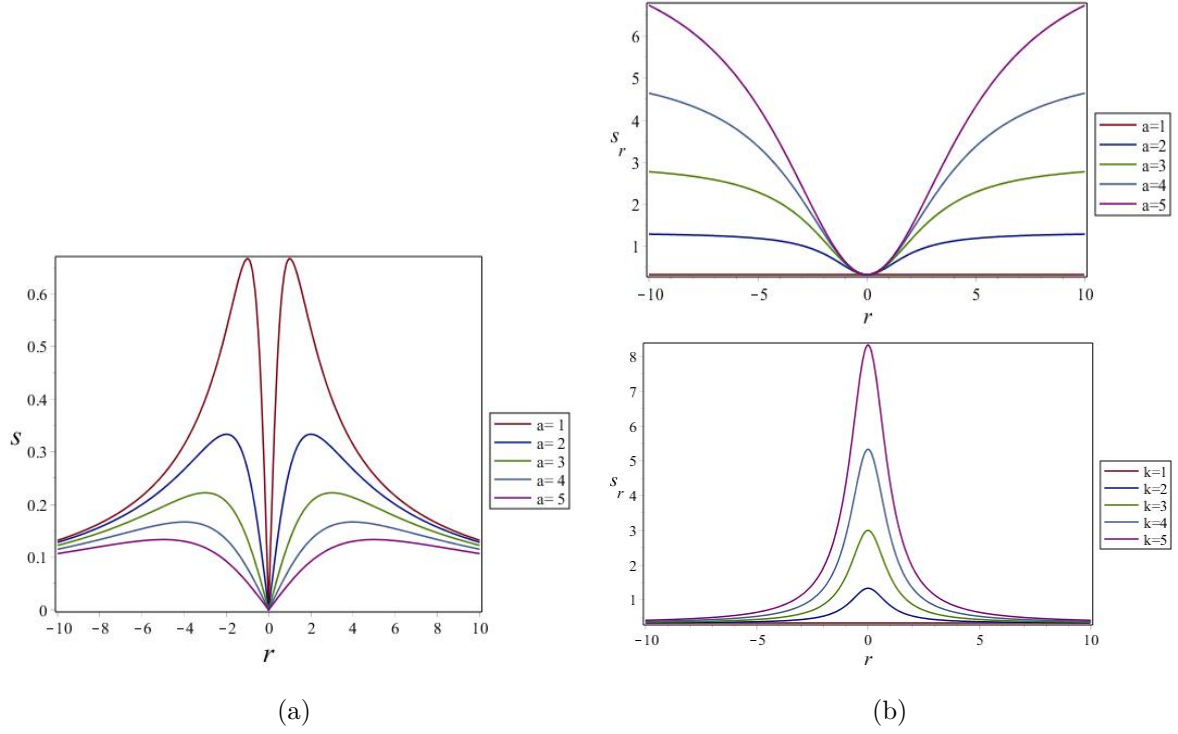 0.6
0.5
0.4
s
0.3
0.2
0.1
0
−10 −8 −6 −4 −2 0 2 4 6 8 10
r
a= 1
a= 2
a= 3
a= 4
a= 5
(a)
6
5
4
s_r
3
2
1
−10 −5 0 5 10
r
a=1
a=2
a=3
a=4
a=5
8
7
6
5
s_r
4
3
2
1
−10 −5 0 5 10
r
k=1
k=2
k=3
k=4
k=5
(b)